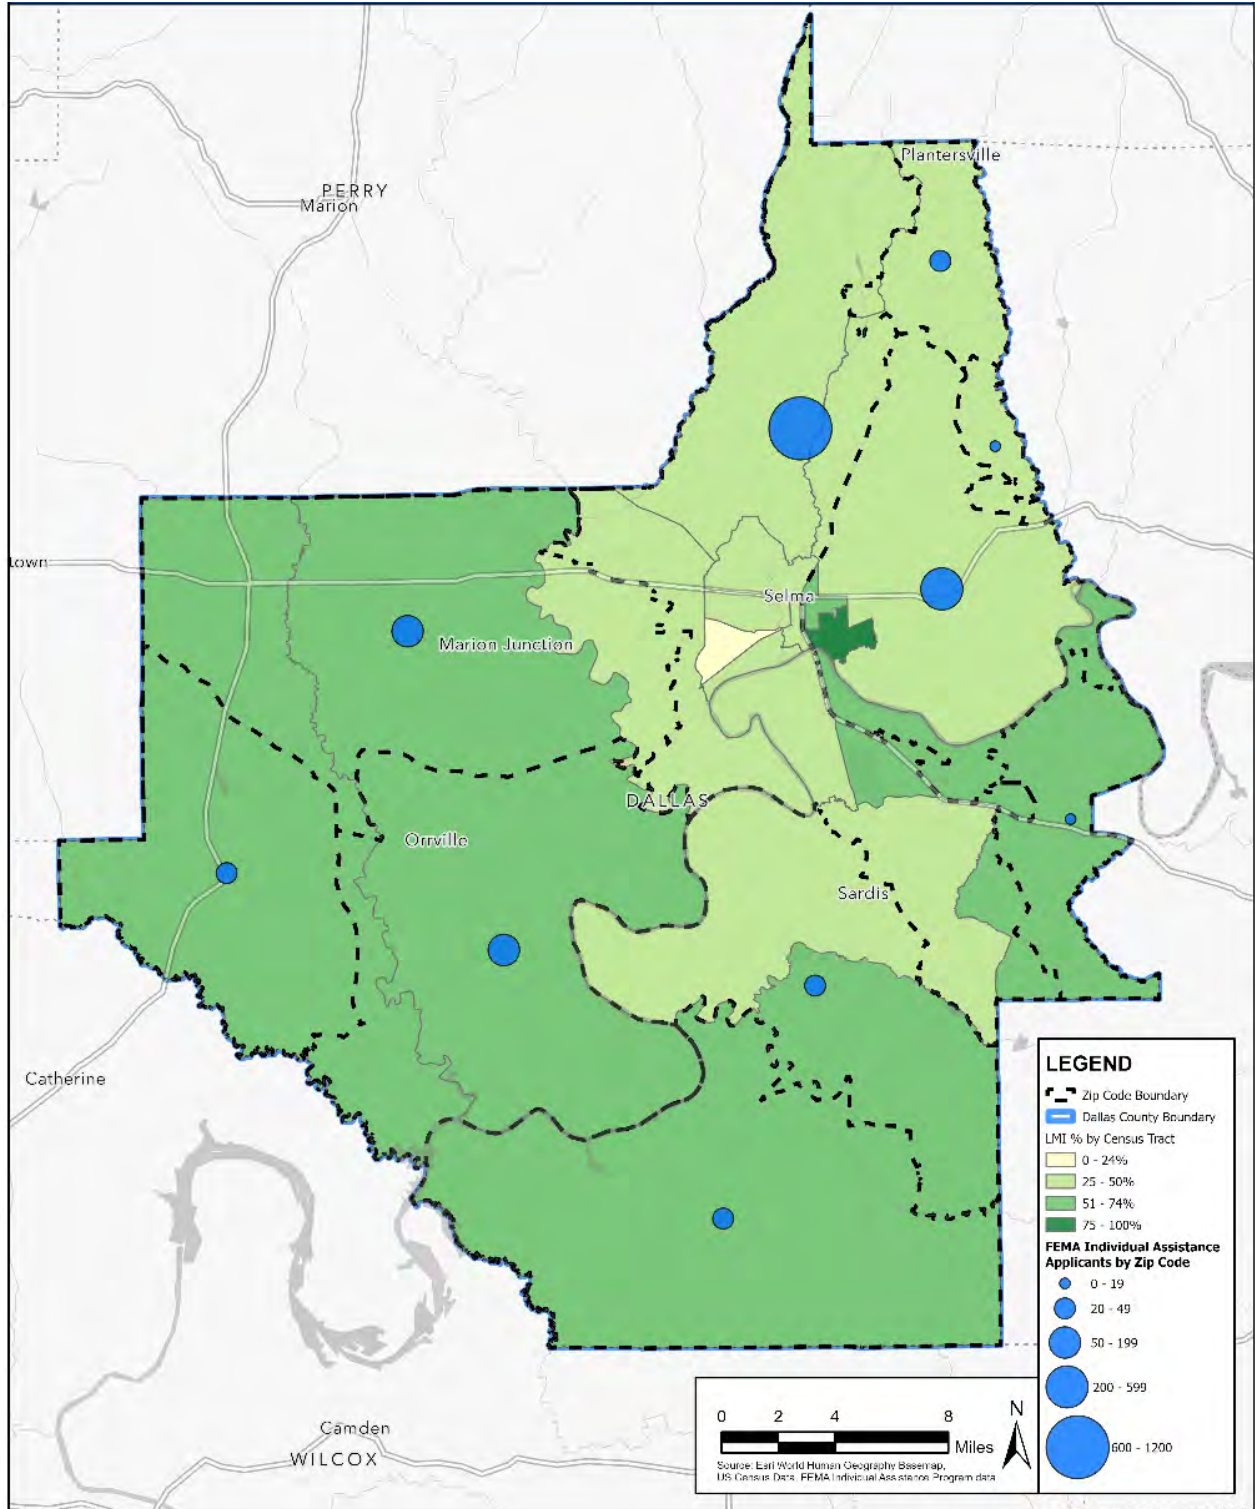 Plantersville
PERRY
Marion
town
Selma
Marion Junction
DALLAS
Orrville
Sardis
Catherine
Camden
WILCOX
LEGEND
Zip Code Boundary
Dallas County Boundary
LMI % by Census Tract
0 - 24%
25 - 50%
51 - 74%
75 - 100%
FEMA Individual Assistance
Applicants by Zip Code
0 - 19
20 - 49
50 - 199
200 - 599
600 - 1200
0 2 4 8
Miles
N
Source: Esri World Human Geography Basemap,
US Census Data, FEMA Individual Assistance Program data